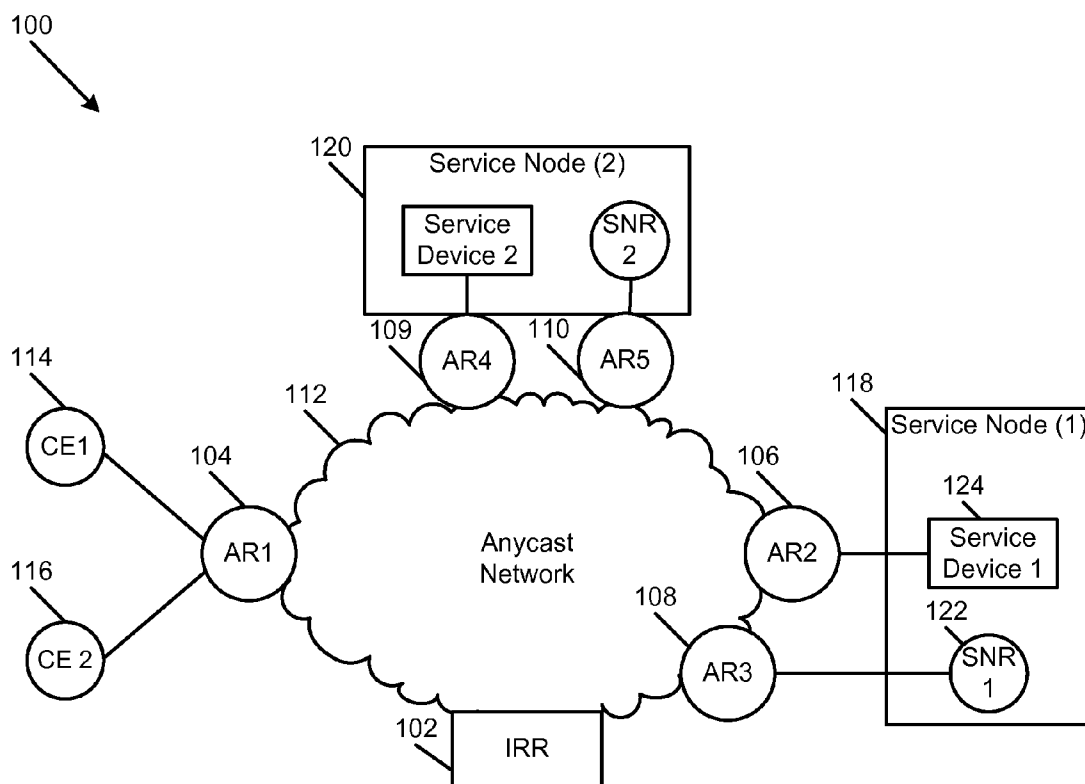 100
120
Service Node (2)
Service
Device 2
SNR
2
109
110
AR4
AR5
114
112
118
CE1
104
106
Service Node (1)
124
AR1
Anycast
Network
AR2
Service
Device 1
116
108
122
CE 2
AR3
SNR
1
102
IRR